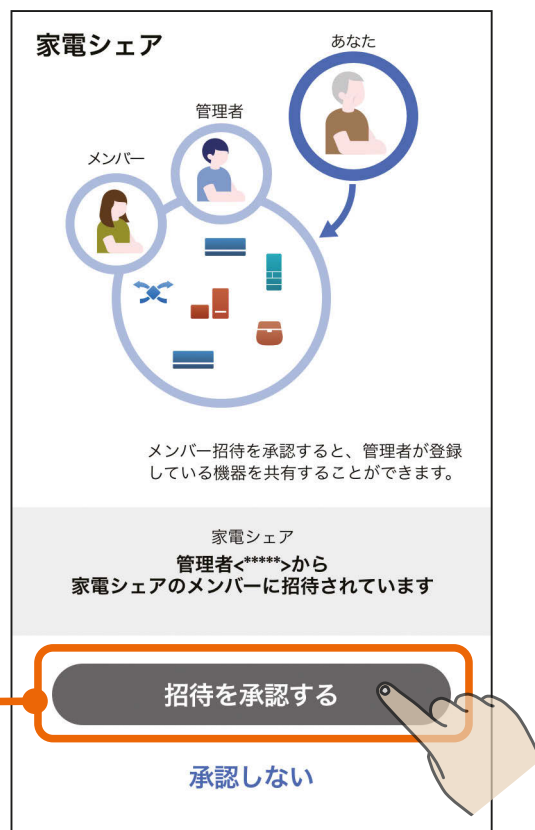 家電シェア
あなた
管理者
メンバー
メンバー招待を承認すると、管理者が登録
している機器を共有することができます。
家電シェア
管理者<*****>から
家電シェアのメンバーに招待されています
招待を承認する
承認しない